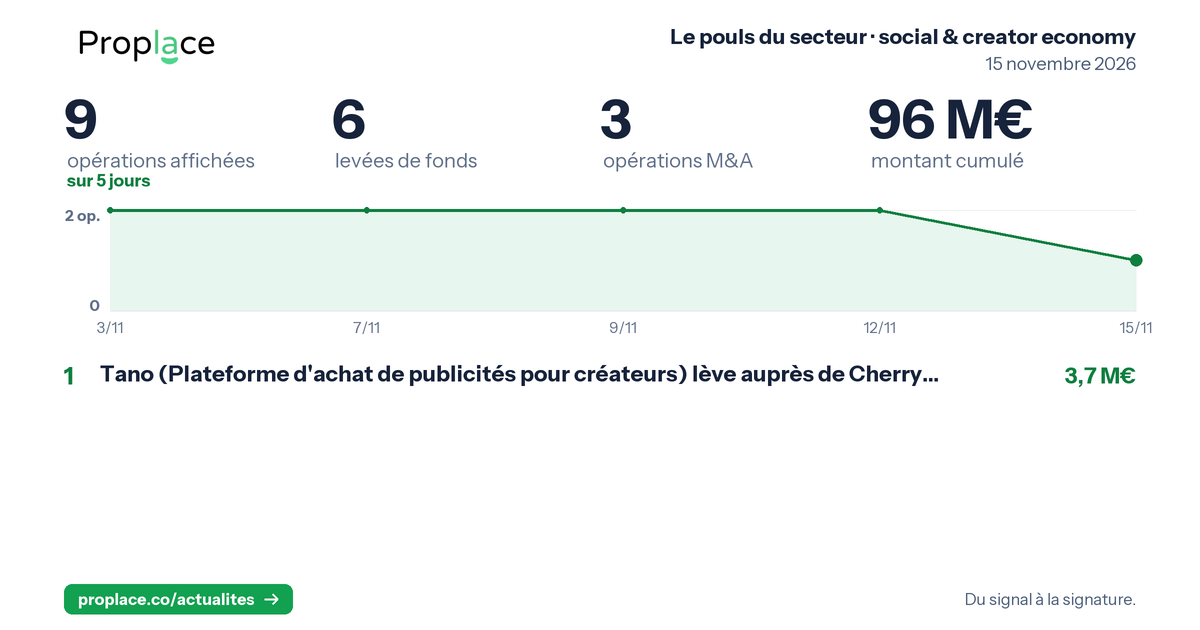 Proplace
Le pouls du secteur · social & creator economy
15 novembre 2026
9
opérations affichées
sur 5 jours
6
levées de fonds
3
opérations M&A
96 M€
montant cumulé
2 op.
0
3/11
7/11
9/11
12/11
15/11
1 Tano (Plateforme d'achat de publicités pour créateurs) lève auprès de Cherry... 3,7 M€
proplace.co/actualites →
Du signal à la signature.